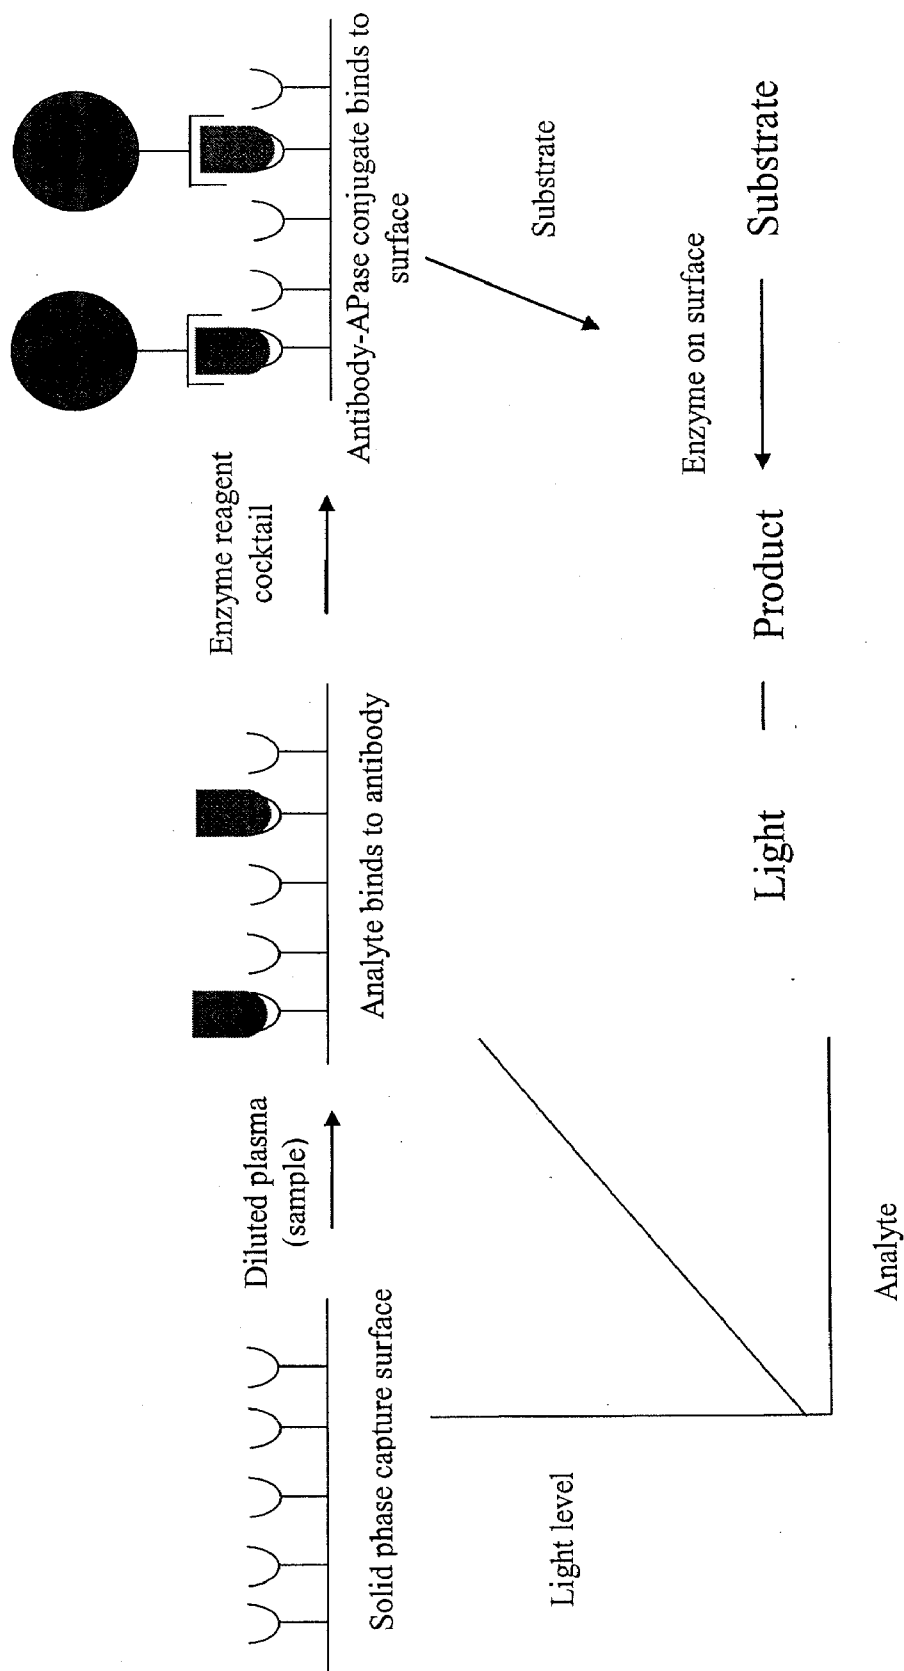 Solid phase capture surface
Diluted plasma
(sample)
Analyte binds to antibody
Enzyme reagent
cocktail
Antibody-APase conjugate binds to
surface
Substrate
Enzyme on surface
Light — Product
Substrate
Light level
Analyte